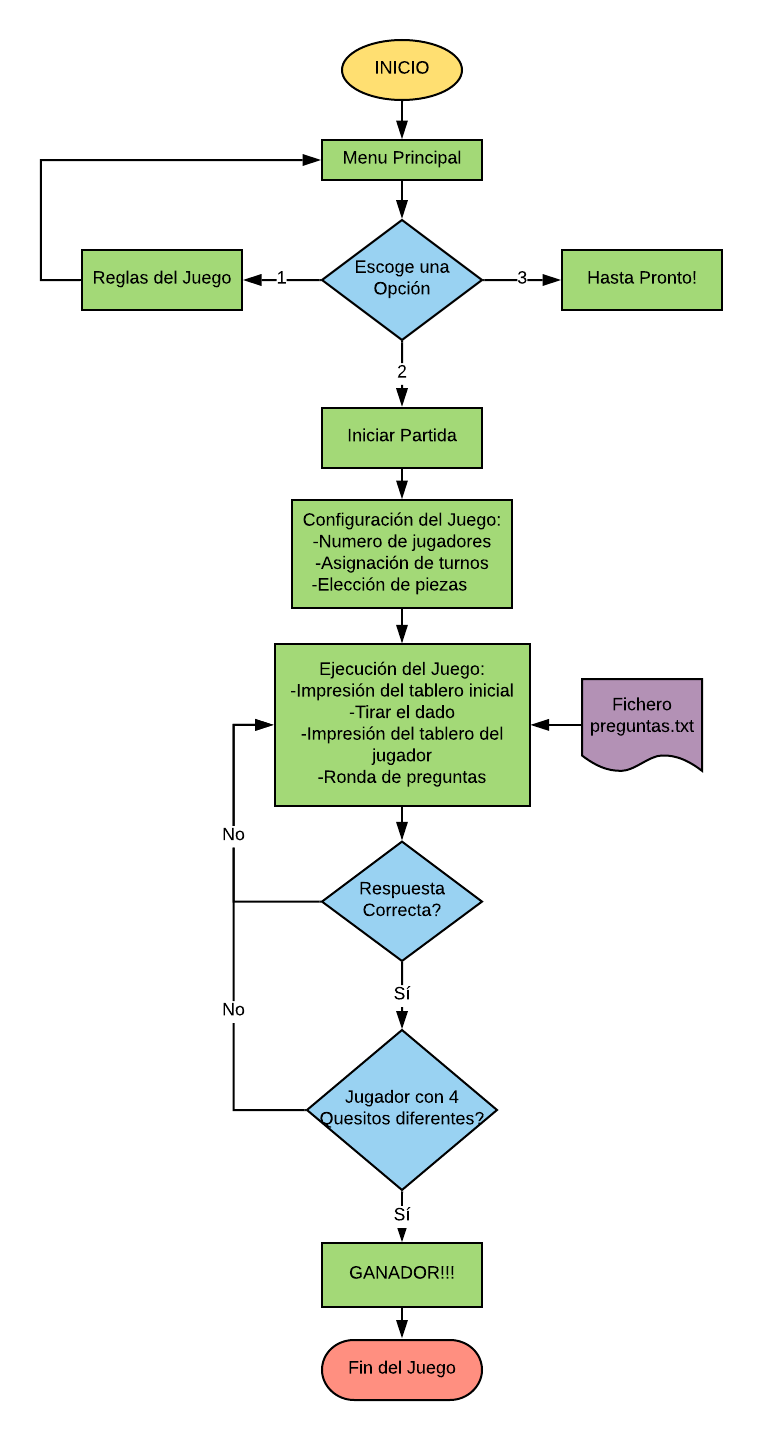 INICIO
Menu Principal
Reglas del Juego
1
Escoge una
Opción
3
Hasta Pronto!
2
Iniciar Partida
Configuración del Juego:
-Numero de jugadores
-Asignación de turnos
-Elección de piezas
Ejecución del Juego:
-Impresión del tablero inicial
-Tirar el dado
-Impresión del tablero del
jugador
-Ronda de preguntas
Fichero
preguntas.txt
No
Respuesta
Correcta?
Sí
No
Jugador con 4
Quesitos diferentes?
Sí
GANADOR!!!
Fin del Juego